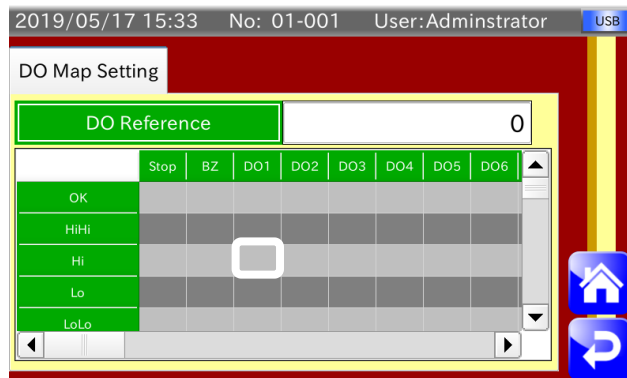 2019/05/17 15:33 No: 01-001 User:Adminstrator USB
DO Map Setting
DO Reference 0
Stop BZ DO1 DO2 DO3 DO4 DO5 DO6
OK
HiHi
Hi
Lo
LoLo